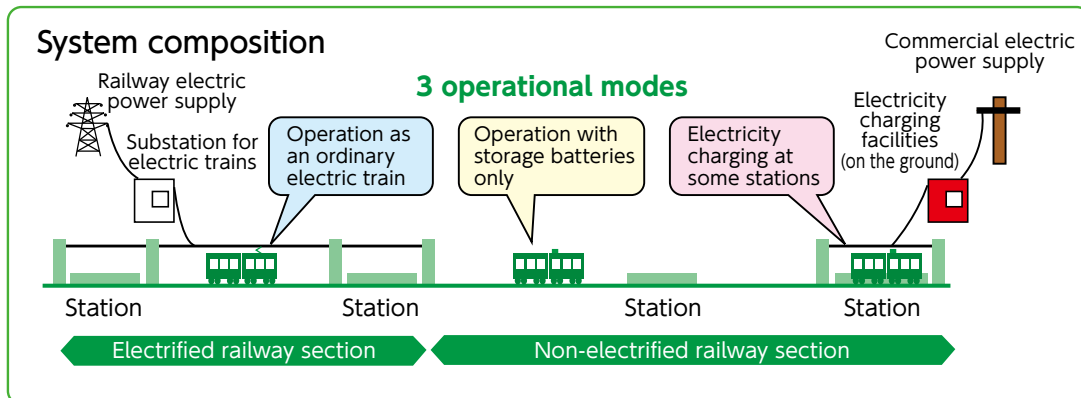 System composition
3 operational modes
Railway electric
power supply
Substation for
electric trains
Operation as
an ordinary
electric train
Operation with
storage batteries
only
Electricity
charging at
some stations
Commercial electric
power supply
Electricity
charging
facilities
(on the ground)
Station
Station
Station
Station
Electrified railway section
Non-electrified railway section